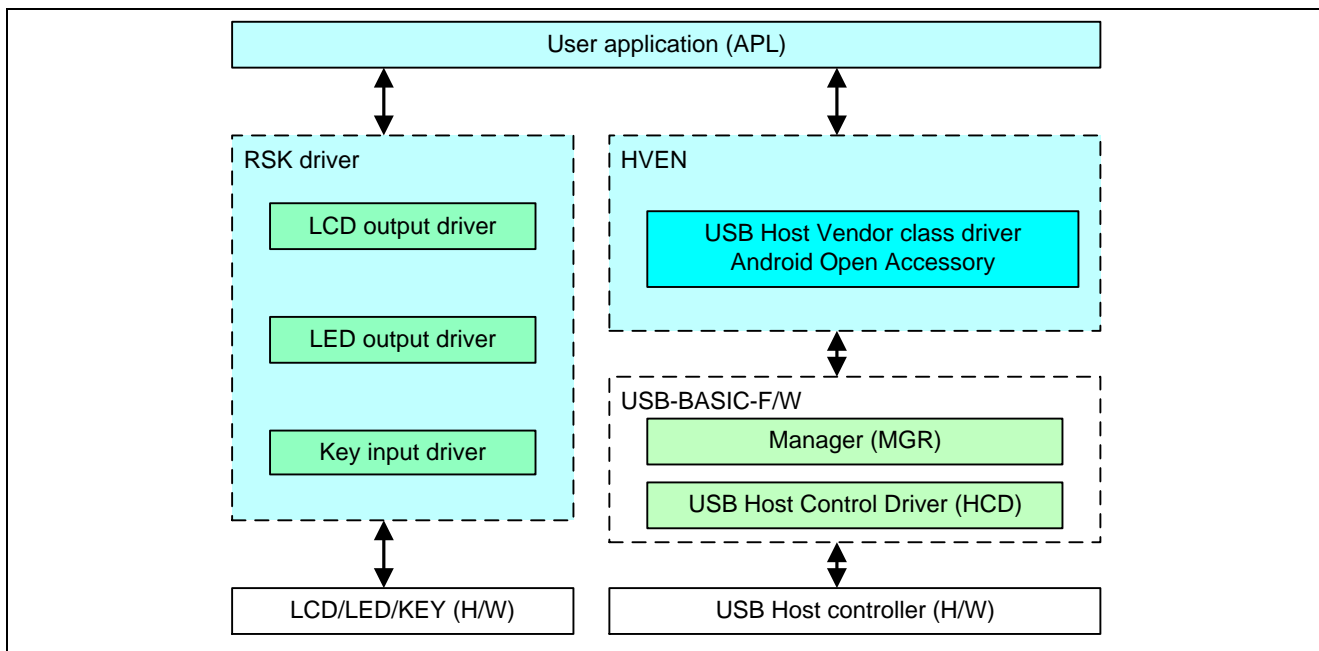 User application (APL)
RSK driver
LCD output driver
LED output driver
Key input driver
LCD/LED/KEY (H/W)
HVEN
USB Host Vendor class driver
Android Open Accessory
USB-BASIC-F/W
Manager (MGR)
USB Host Control Driver (HCD)
USB Host controller (H/W)